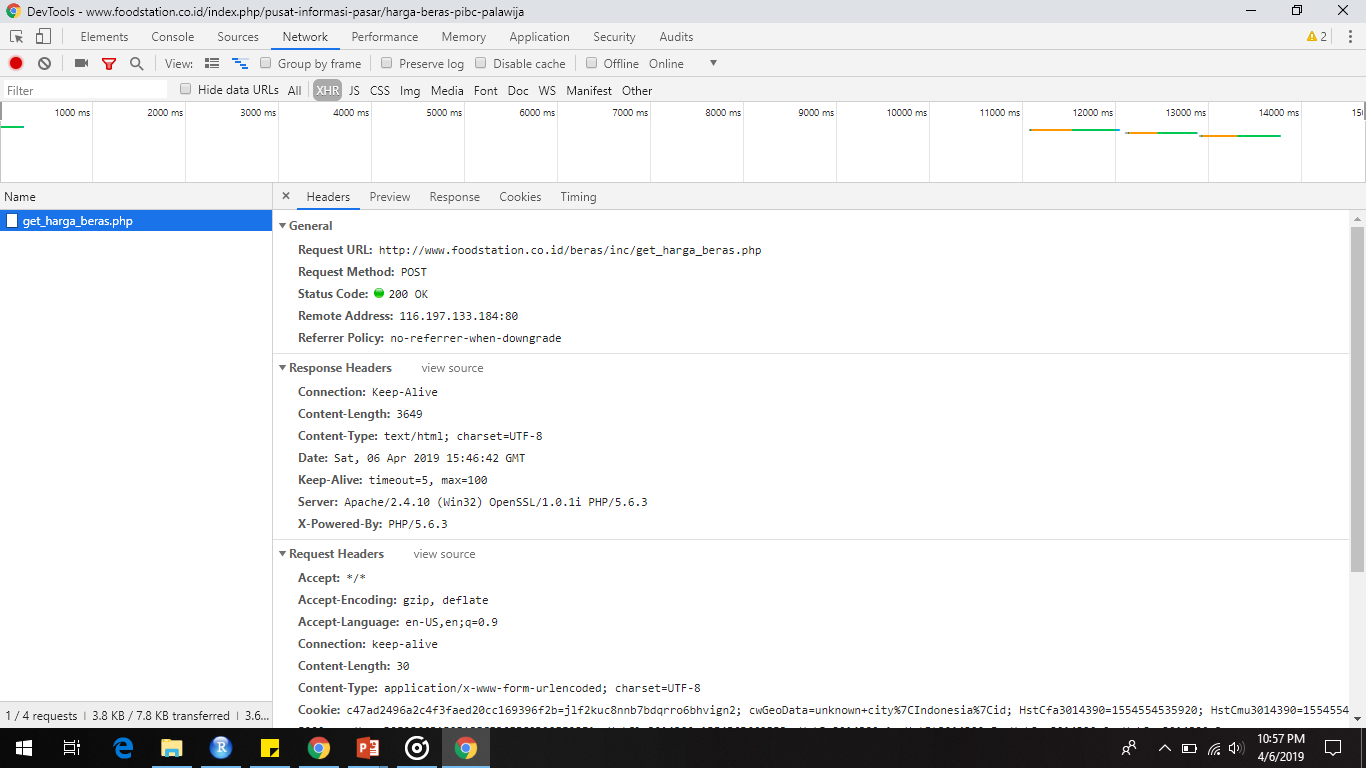 DevTools - www.foodstation.co.id/index.php/pusat-informasi-pasar/harga-beras-pibc-palawija
Elements Console Sources Network Performance Memory Application Security Audits 2
View: Group by frame Preserve log Disable cache Offline Online
Filter Hide data URLs All XHR JS CSS Img Media Font Doc WS Manifest Other
1000 ms 2000 ms 3000 ms 4000 ms 5000 ms 6000 ms 7000 ms 8000 ms 9000 ms 10000 ms 11000 ms 12000 ms 13000 ms 14000 ms
Name
get_harga_beras.php
Headers Preview Response Cookies Timing
General
Request URL: http://www.foodstation.co.id/beras/inc/get_harga_beras.php
Request Method: POST
Status Code: 200 OK
Remote Address: 116.197.133.184:80
Referrer Policy: no-referrer-when-downgrade
Response Headers view source
Connection: Keep-Alive
Content-Length: 3649
Content-Type: text/html; charset=UTF-8
Date: Sat, 06 Apr 2019 15:46:42 GMT
Keep-Alive: timeout=5, max=100
Server: Apache/2.4.10 (Win32) OpenSSL/1.0.1i PHP/5.6.3
X-Powered-By: PHP/5.6.3
Request Headers view source
Accept: */*
Accept-Encoding: gzip, deflate
Accept-Language: en-US,en;q=0.9
Connection: keep-alive
Content-Length: 30
Content-Type: application/x-www-form-urlencoded; charset=UTF-8
Cookie: c47ad2496a2c4f3faed20cc169396f2b=jlf2kuc8nnb7bdqrro6bhvign2; cwGeoData=unknown+city%7CIndonesia%7Cid; HstCfa3014390=1554554535920; HstCmu3014390=1554554
1 / 4 requests 3.8 KB / 7.8 KB transferred 3.6...
10:57 PM
4/6/2019